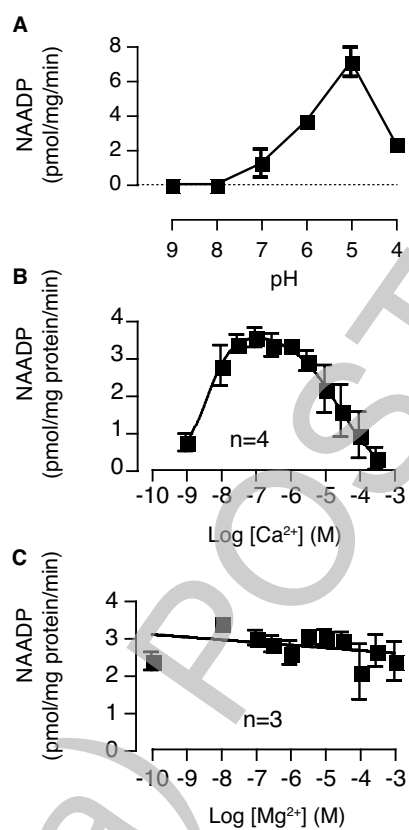 A
NAADP
(pmol/mg/min)
8
6
4
2
0
9 8 7 6 5 4
pH
B
NAADP
(pmol/mg protein/min)
4
3
2
1
0
n=4
-10 -9 -8 -7 -6 -5 -4 -3
Log [Ca²⁺] (M)
C
NAADP
(pmol/mg protein/min)
4
3
2
1
0
n=3
-10 -9 -8 -7 -6 -5 -4 -3
Log [Mg²⁺] (M)
) POST